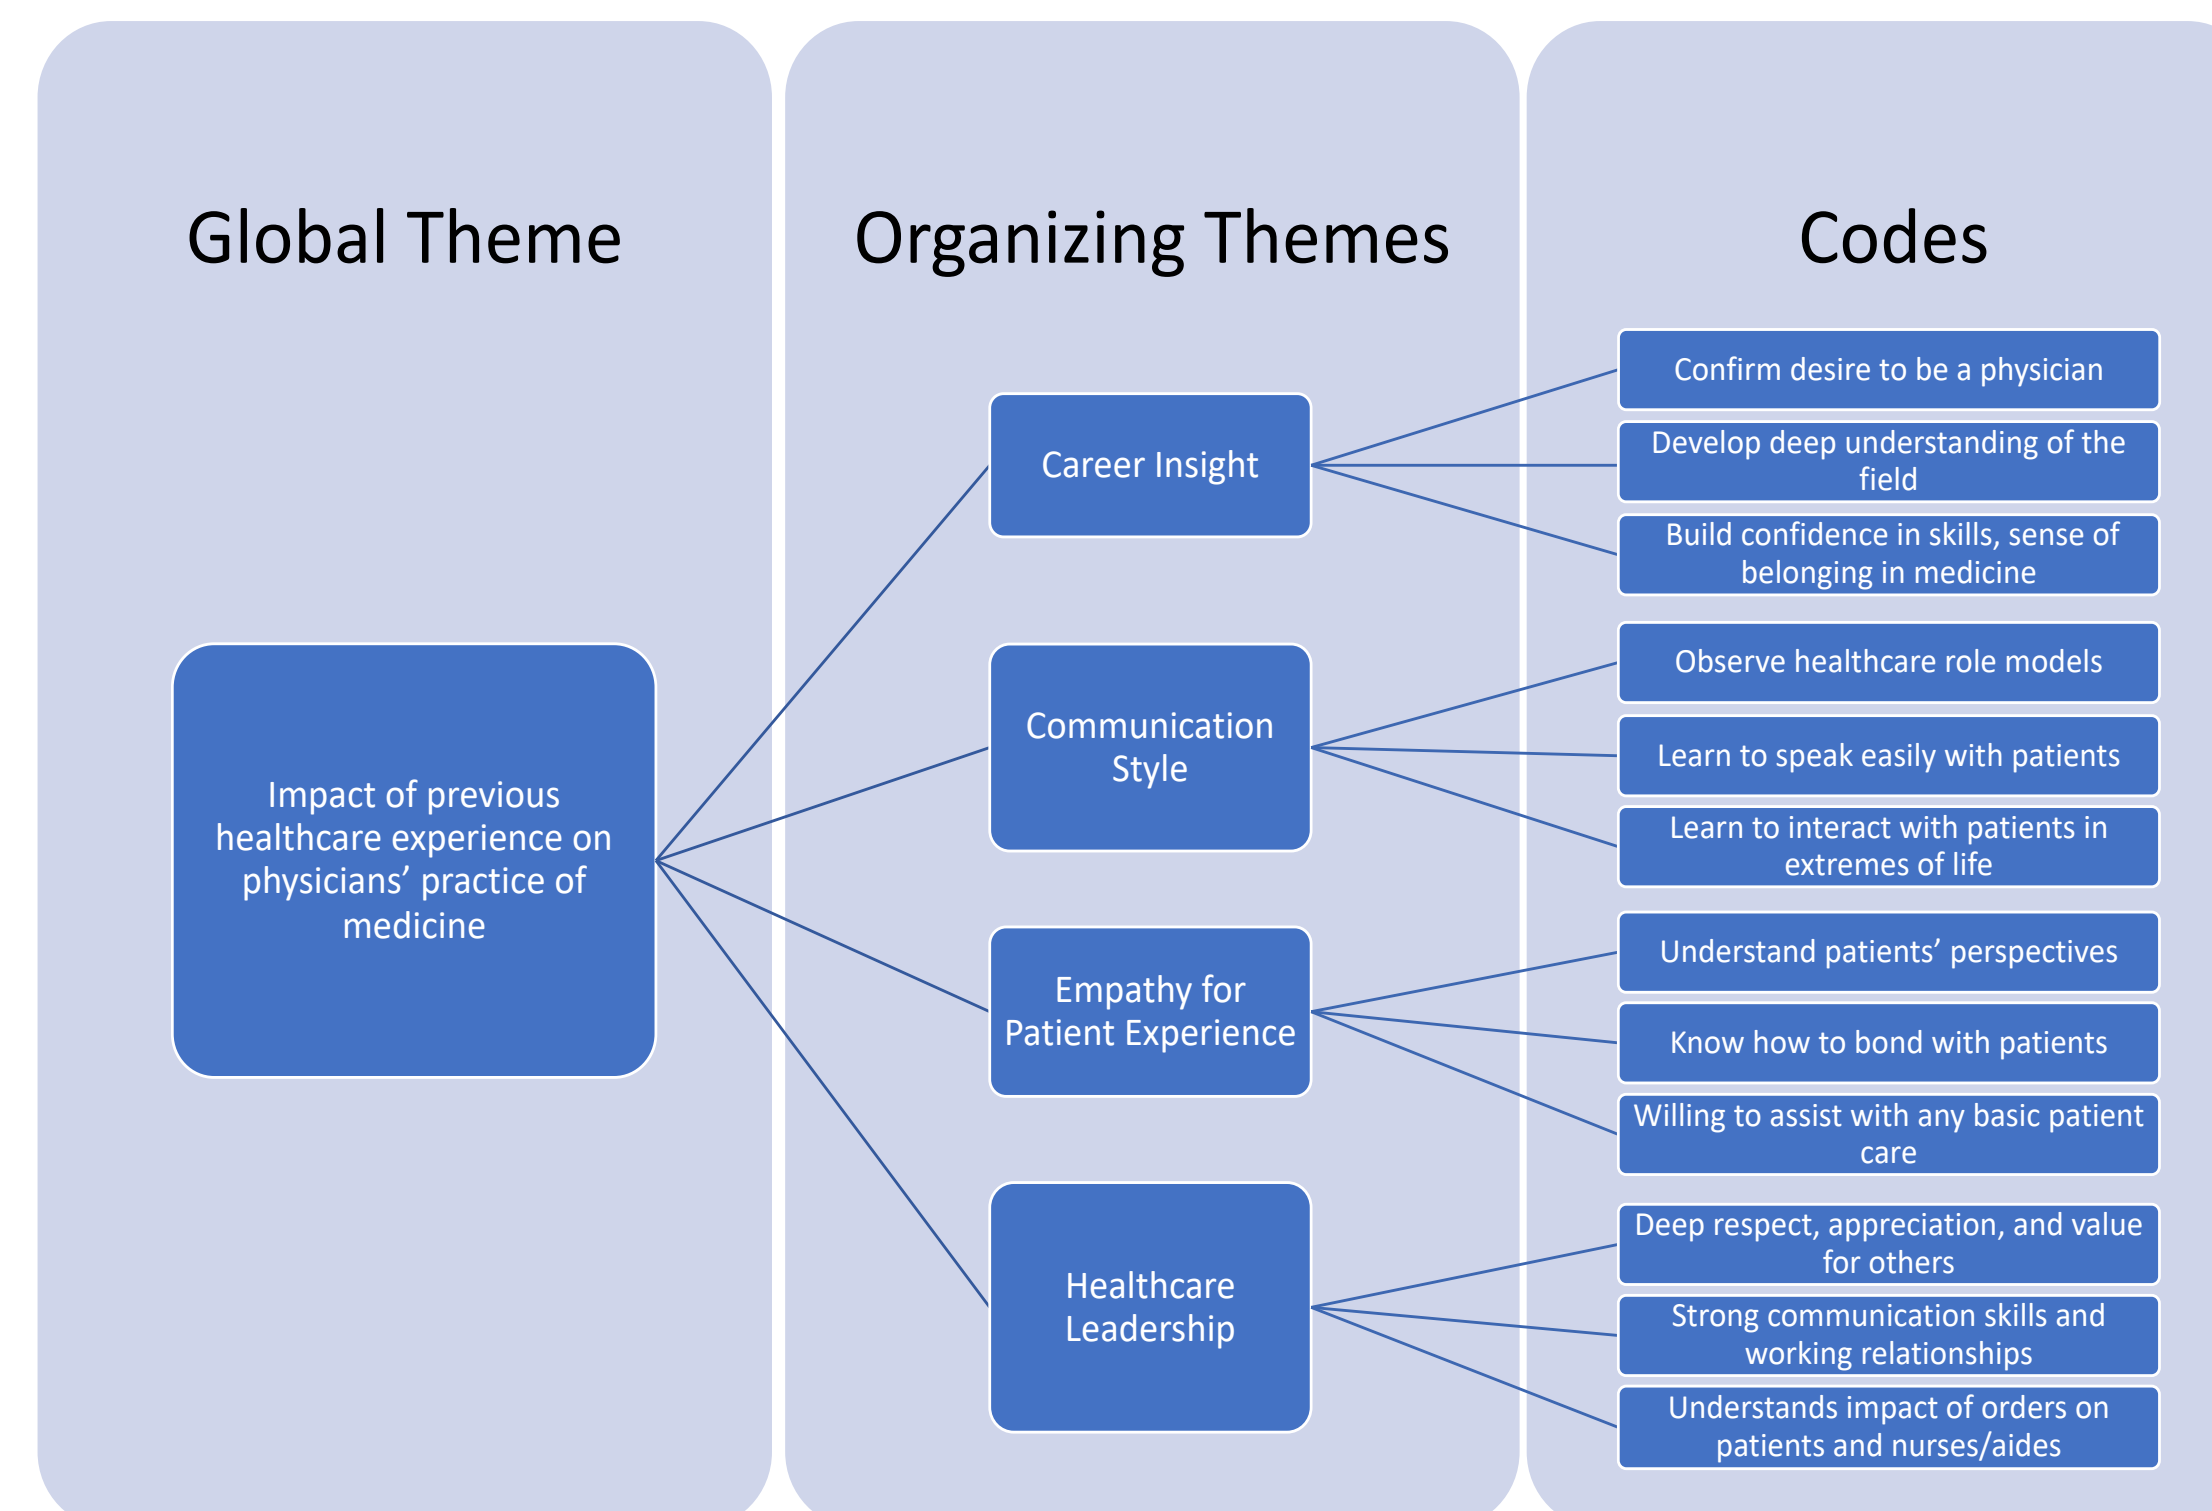 Global Theme
Organizing Themes
Codes
Impact of previous
healthcare experience on
physicians’ practice of
medicine
Career Insight
Communication
Style
Empathy for
Patient Experience
Healthcare
Leadership
Confirm desire to be a physician
Develop deep understanding of the
field
Build confidence in skills, sense of
belonging in medicine
Observe healthcare role models
Learn to speak easily with patients
Learn to interact with patients in
extremes of life
Understand patients’ perspectives
Know how to bond with patients
Willing to assist with any basic patient
care
Deep respect, appreciation, and value
for others
Strong communication skills and
working relationships
Understands impact of orders on
patients and nurses/aides